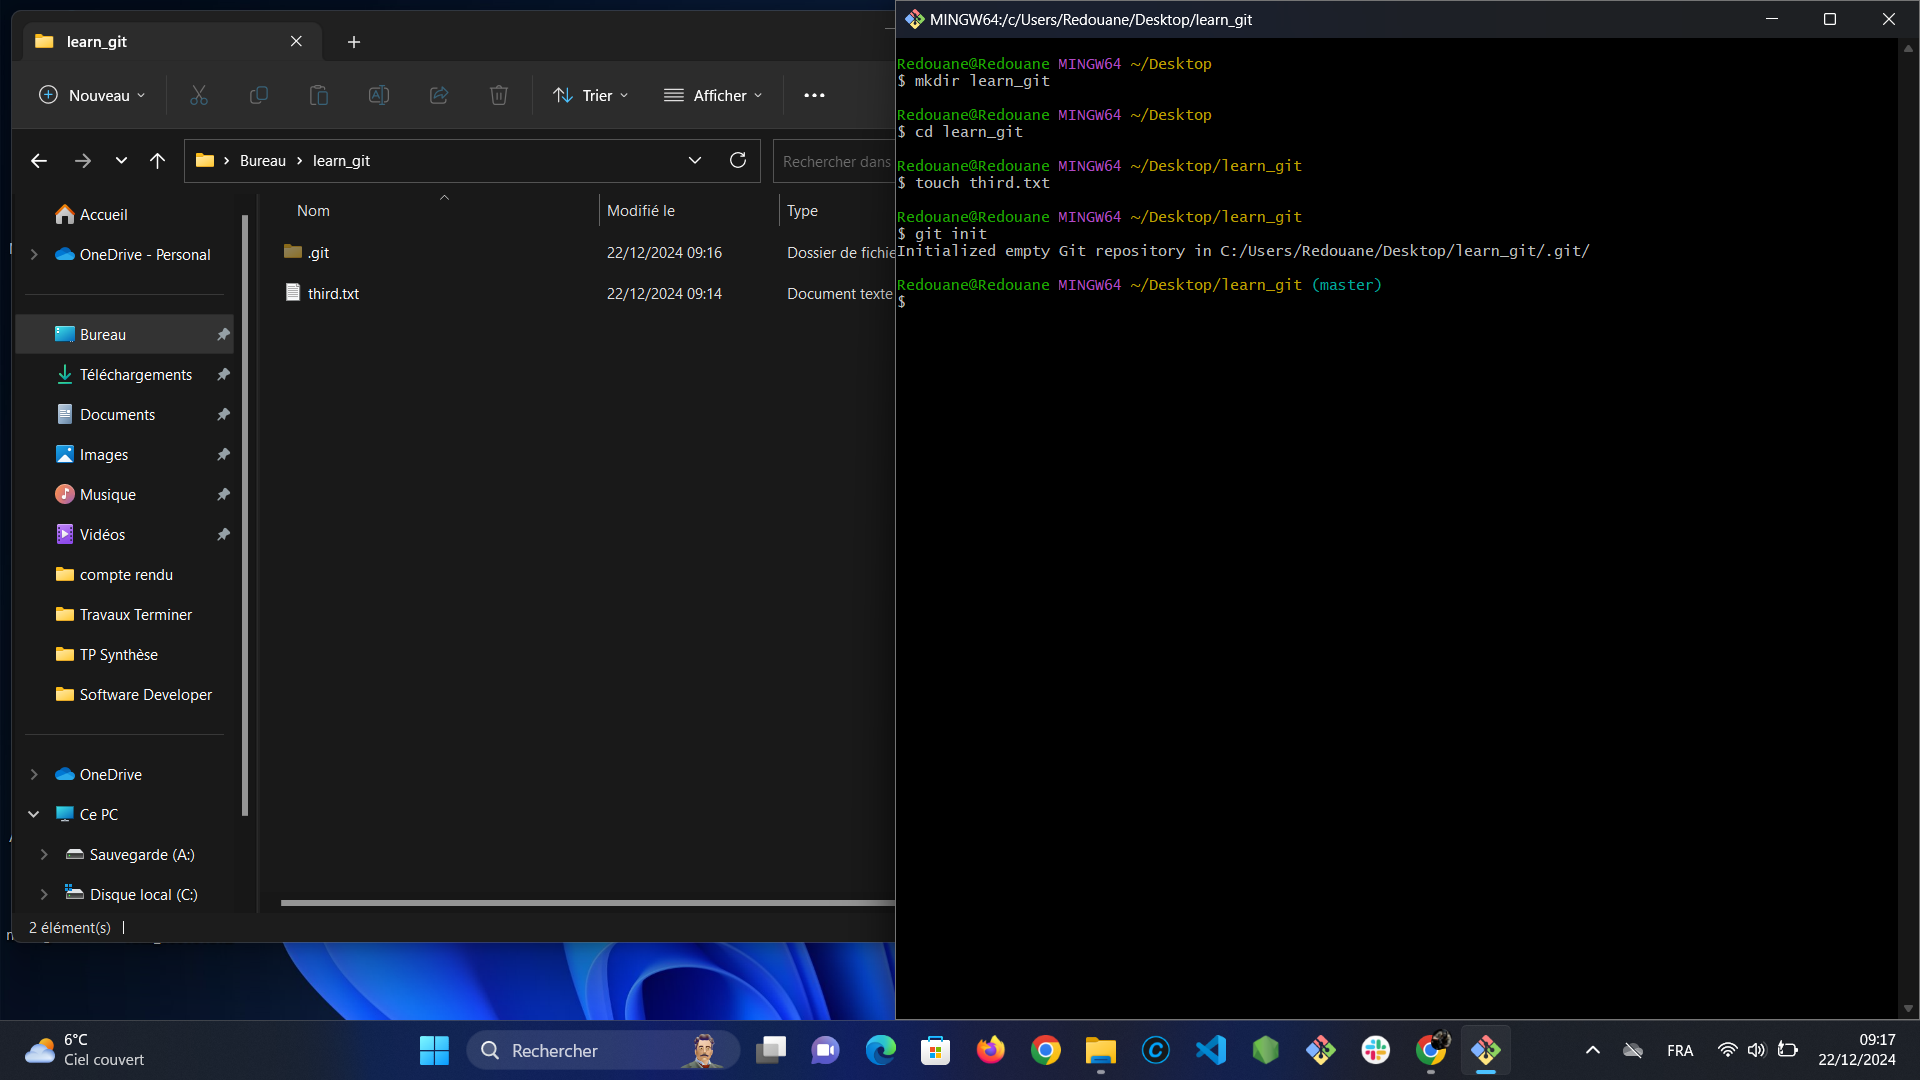 learn_git
Nouveau
Trier
Afficher
Bureau
learn_git
Rechercher dans
Accueil
OneDrive - Personal
Bureau
Téléchargements
Documents
Images
Musique
Vidéos
compte rendu
Travaux Terminer
TP Synthèse
Software Developer
OneDrive
Ce PC
Sauvegarde (A:)
Disque local (C:)
Nom Modifié le Type
.git 22/12/2024 09:16 Dossier de fichie
third.txt 22/12/2024 09:14 Document texte
2 élément(s)
MINGW64:/c/Users/Redouane/Desktop/learn_git
Redouane@Redouane MINGW64 ~/Desktop
$ mkdir learn_git
Redouane@Redouane MINGW64 ~/Desktop
$ cd learn_git
Redouane@Redouane MINGW64 ~/Desktop/learn_git
$ touch third.txt
Redouane@Redouane MINGW64 ~/Desktop/learn_git
$ git init
Initialized empty Git repository in C:/Users/Redouane/Desktop/learn_git/.git/
Redouane@Redouane MINGW64 ~/Desktop/learn_git (master)
$
6°C
Ciel couvert
Rechercher
FRA
09:17
22/12/2024